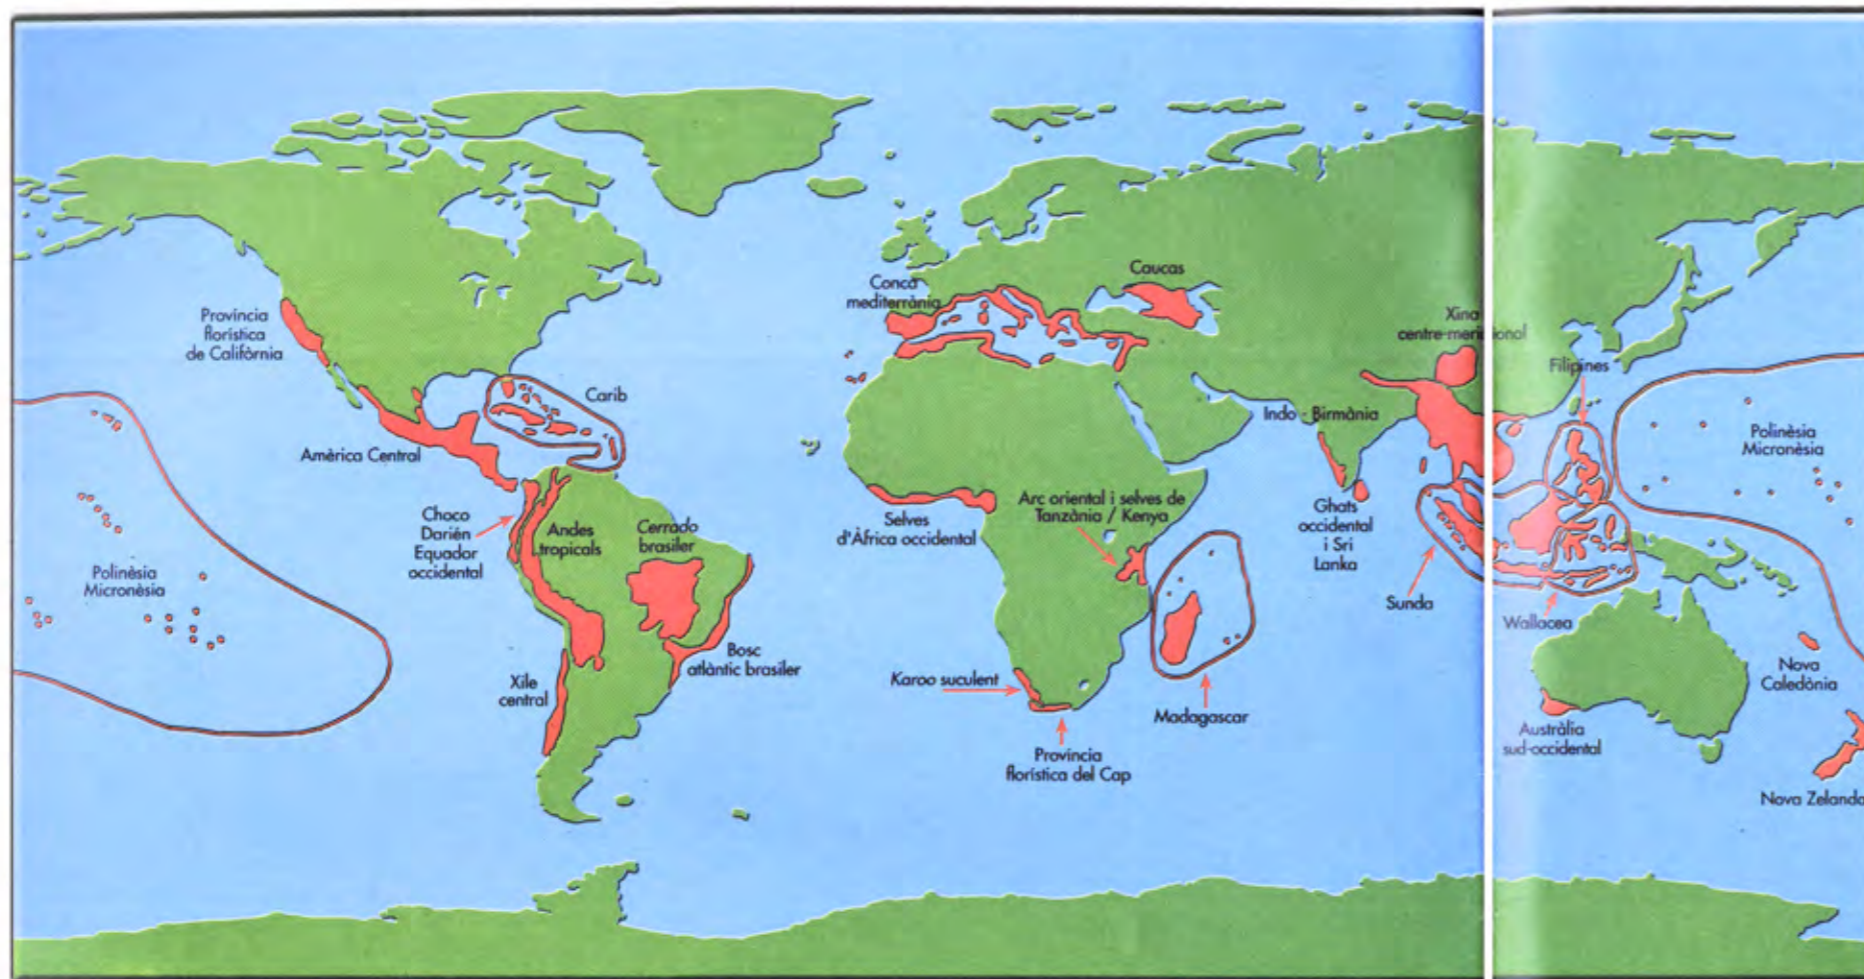 Província
florística
de Califòrnia
Carib
Amèrica Central
Polinèsia
Micronèsia
Choco
Darién
Equador
occidental
Andes
tropicals
Cerrado
brasiler
Bosc
atlàntic brasiler
Xile
central
Conca
mediterrània
Caucas
Selves
d'Àfrica occidental
Arc oriental i selves de
Tanzània / Kenya
Karoo suculent
Província
florística del Cap
Madagascar
Indo - Birmània
Ghats
occidental
i Sri
Lanka
Xina
centre-meridional
Filipines
Polinèsia
Micronèsia
Sunda
Wallacea
Nova
Caledònia
Austràlia
sud-occidental
Nova Zelanda